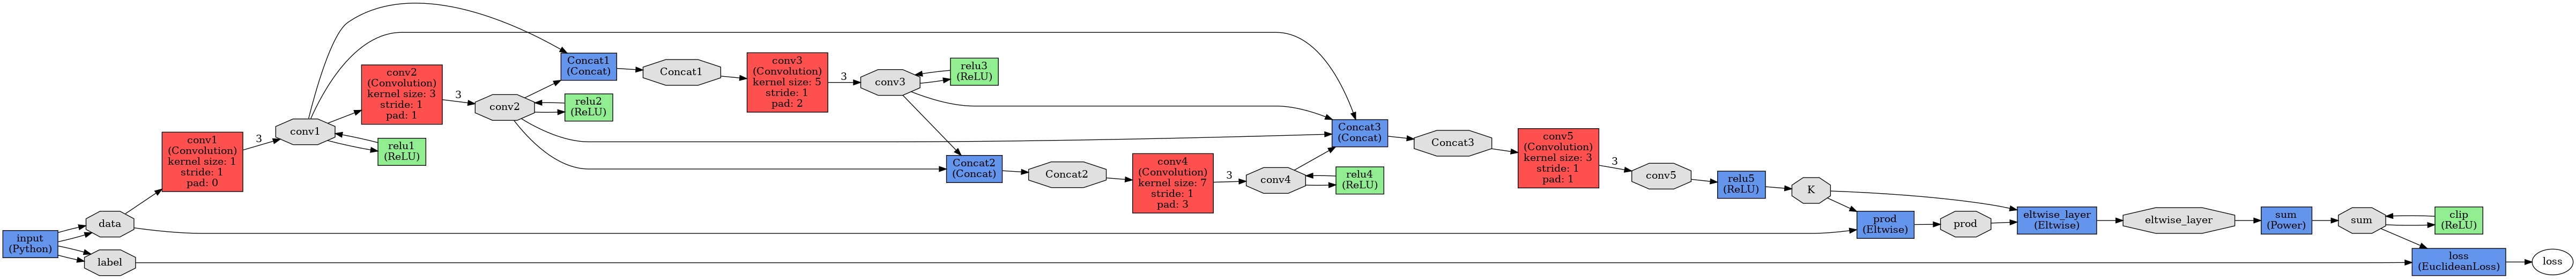 input
(Python)
data
label
conv1
(Convolution)
kernel size: 1
stride: 1
pad: 0
3
conv1
relu1
(ReLU)
conv2
(Convolution)
kernel size: 3
stride: 1
pad: 1
3
conv2
relu2
(ReLU)
Concat1
(Concat)
Concat1
conv3
(Convolution)
kernel size: 5
stride: 1
pad: 2
3
conv3
relu3
(ReLU)
Concat2
(Concat)
Concat2
conv4
(Convolution)
kernel size: 7
stride: 1
pad: 3
3
conv4
relu4
(ReLU)
Concat3
(Concat)
Concat3
conv5
(Convolution)
kernel size: 3
stride: 1
pad: 1
3
conv5
relu5
(ReLU)
K
prod
(Eltwise)
prod
eltwise_layer
(Eltwise)
eltwise_layer
sum
(Power)
sum
clip
(ReLU)
loss
(EuclideanLoss)
loss